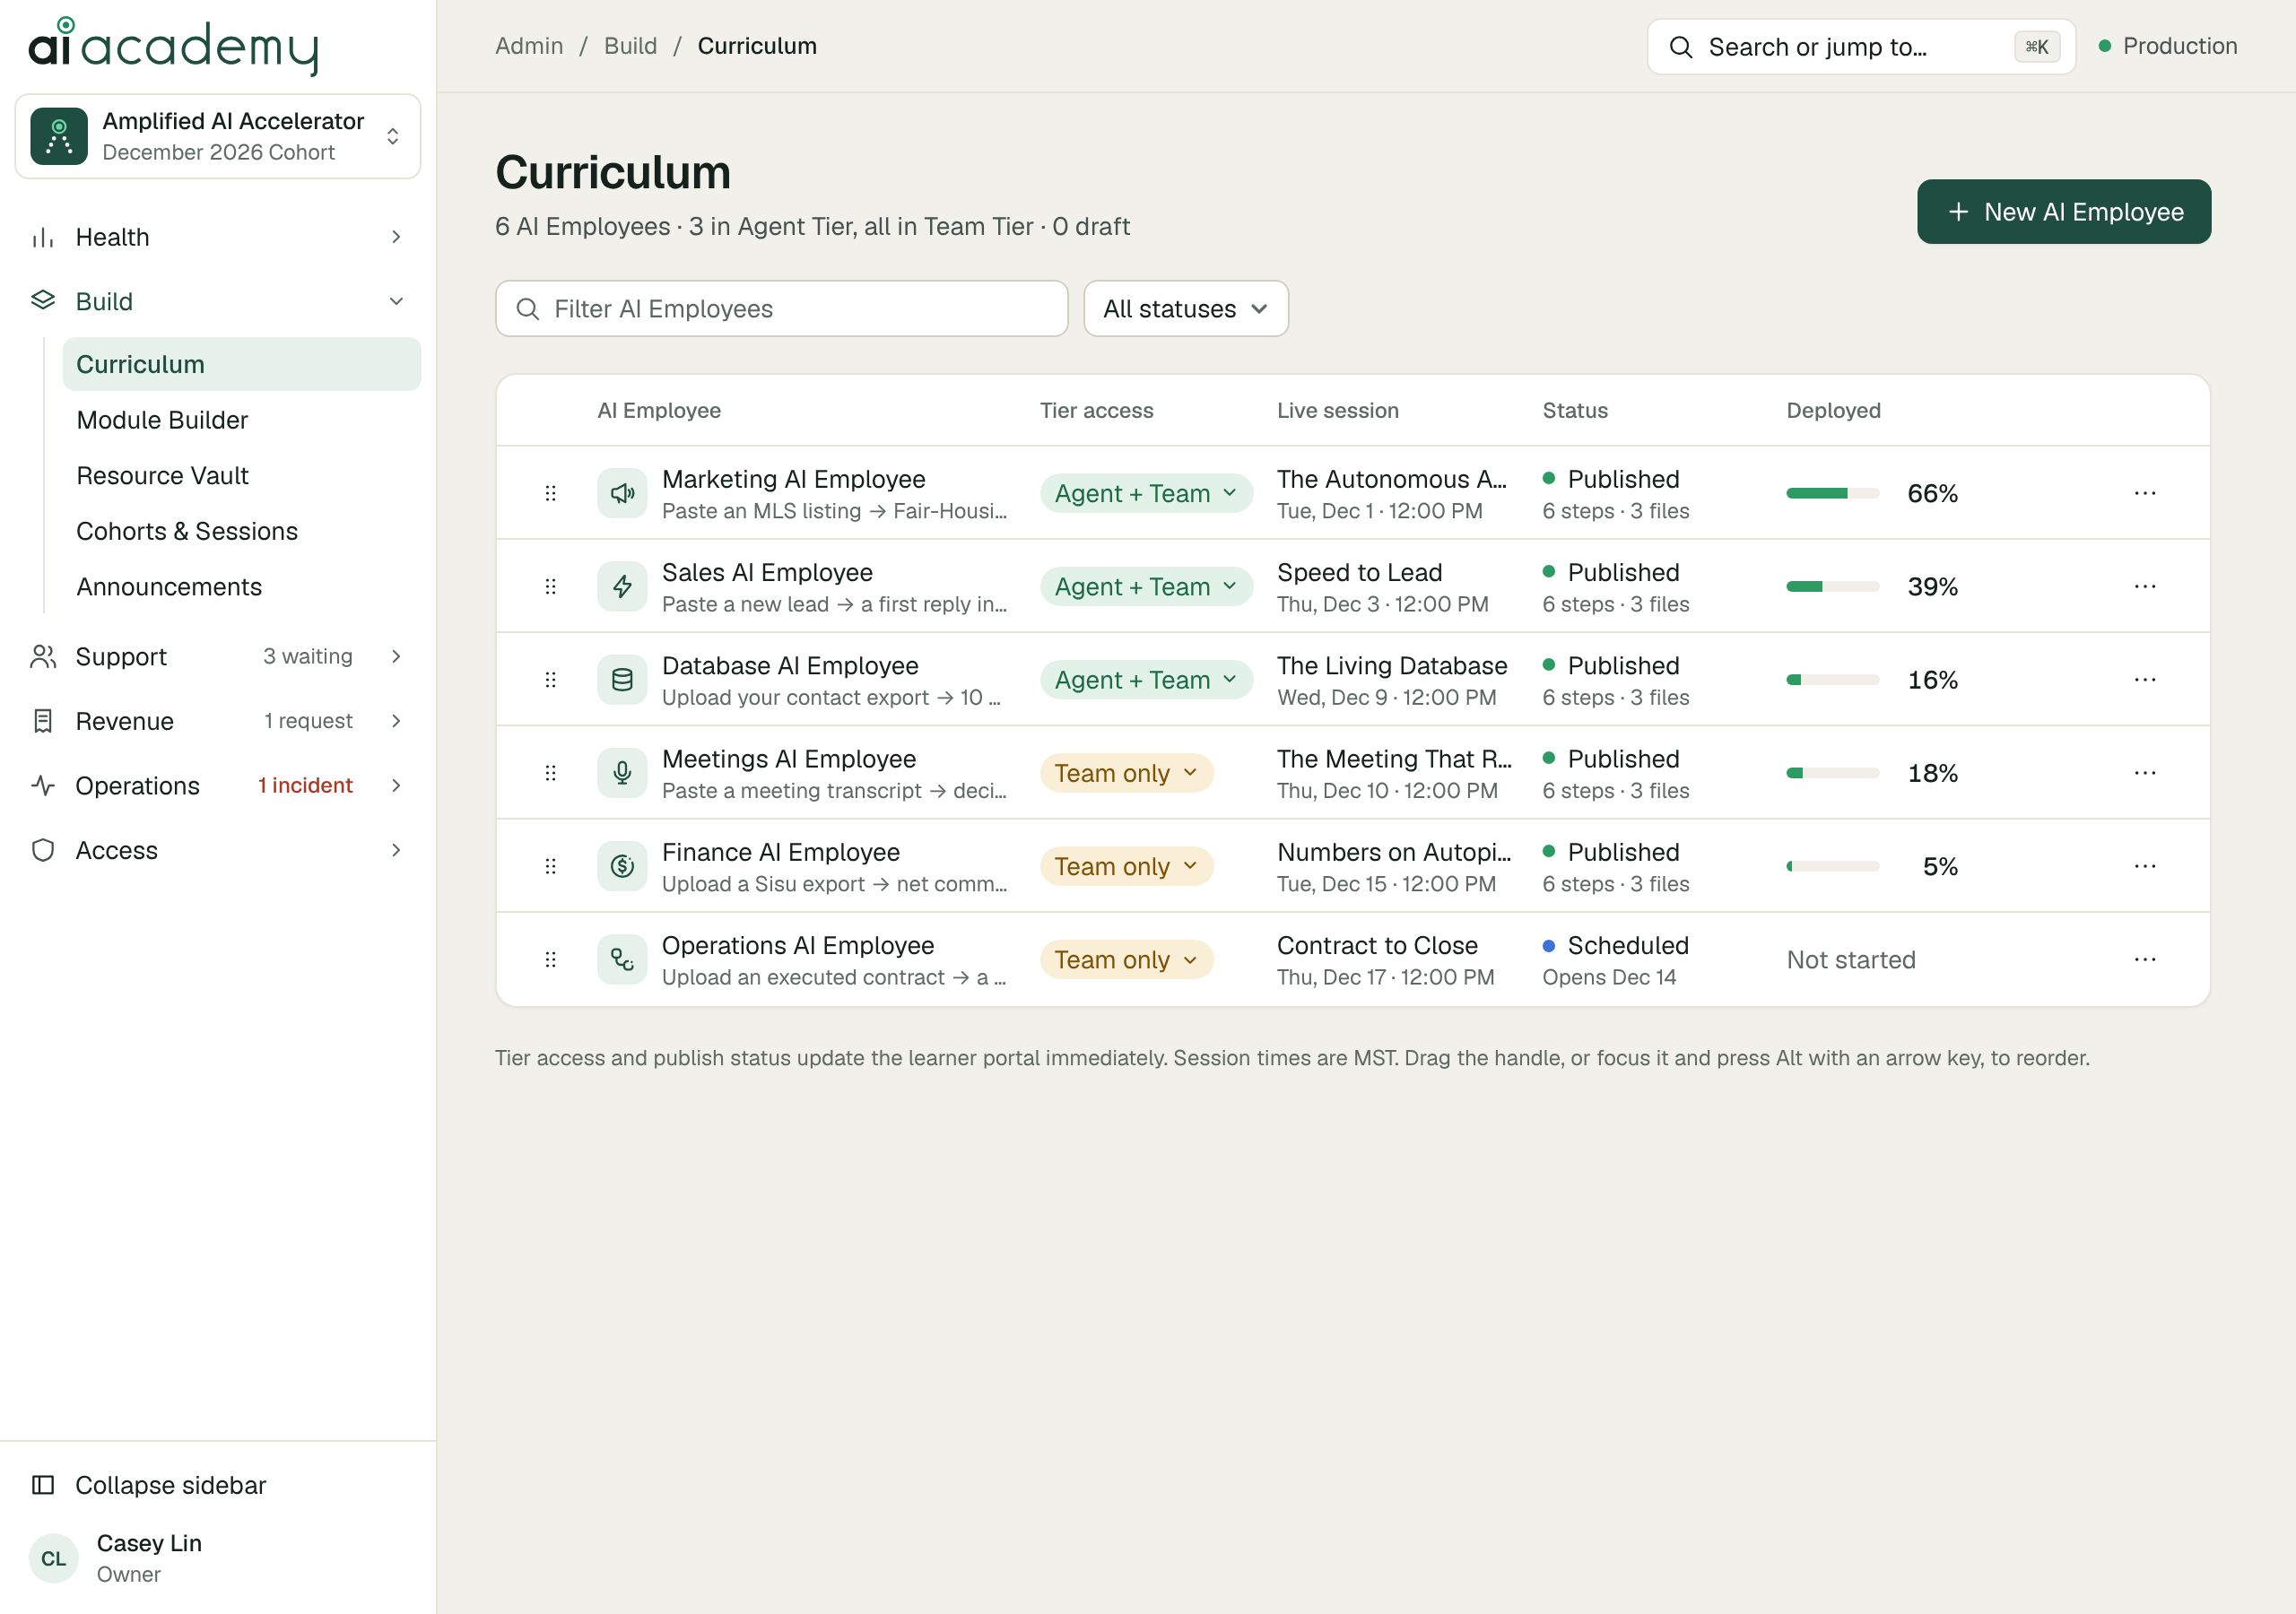 ai academy
Amplified AI Accelerator
December 2026 Cohort
Health
Build
Curriculum
Module Builder
Resource Vault
Cohorts & Sessions
Announcements
Support 3 waiting
Revenue 1 request
Operations 1 incident
Access
Collapse sidebar
CL
Casey Lin
Owner
Admin / Build / Curriculum
Search or jump to… ⌘K
Production
Curriculum
6 AI Employees · 3 in Agent Tier, all in Team Tier · 0 draft
+ New AI Employee
Filter AI Employees
All statuses
AI Employee Tier access Live session Status Deployed
Marketing AI Employee Agent + Team The Autonomous A… Published 66%
Paste an MLS listing → Fair-Housi… Tue, Dec 1 · 12:00 PM 6 steps · 3 files
Sales AI Employee Agent + Team Speed to Lead Published 39%
Paste a new lead → a first reply in… Thu, Dec 3 · 12:00 PM 6 steps · 3 files
Database AI Employee Agent + Team The Living Database Published 16%
Upload your contact export → 10 … Wed, Dec 9 · 12:00 PM 6 steps · 3 files
Meetings AI Employee Team only The Meeting That R… Published 18%
Paste a meeting transcript → deci… Thu, Dec 10 · 12:00 PM 6 steps · 3 files
Finance AI Employee Team only Numbers on Autopi… Published 5%
Upload a Sisu export → net comm… Tue, Dec 15 · 12:00 PM 6 steps · 3 files
Operations AI Employee Team only Contract to Close Scheduled Not started
Upload an executed contract → a … Thu, Dec 17 · 12:00 PM Opens Dec 14
Tier access and publish status update the learner portal immediately. Session times are MST. Drag the handle, or focus it and press Alt with an arrow key, to reorder.